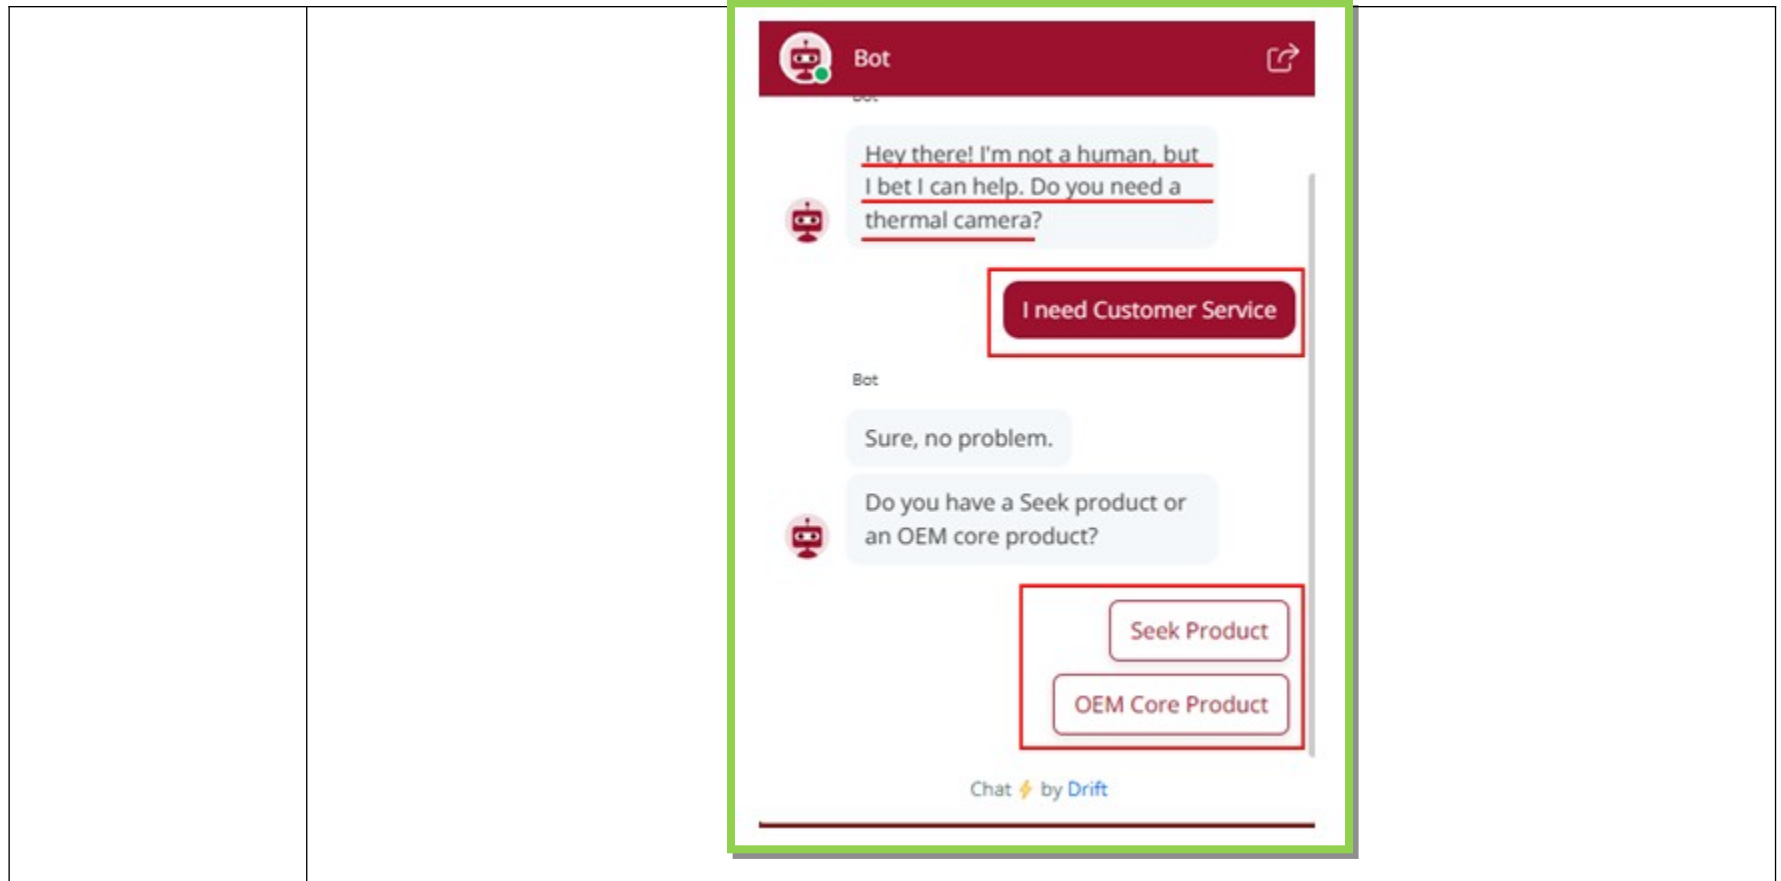 Bot
Bot
Hey there! I'm not a human, but
I bet I can help. Do you need a
thermal camera?
I need Customer Service
Bot
Sure, no problem.
Do you have a Seek product or
an OEM core product?
Seek Product
OEM Core Product
Chat ⚡ by Drift